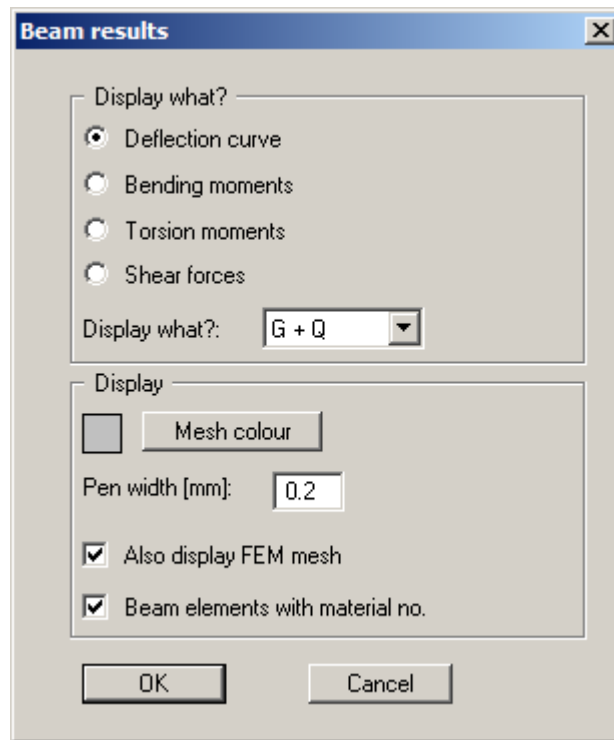 Beam results
Display what?
Deflection curve
Bending moments
Torsion moments
Shear forces
Display what?: G + Q
Display
Mesh colour
Pen width [mm]: 0.2
Also display FEM mesh
Beam elements with material no.
OK Cancel